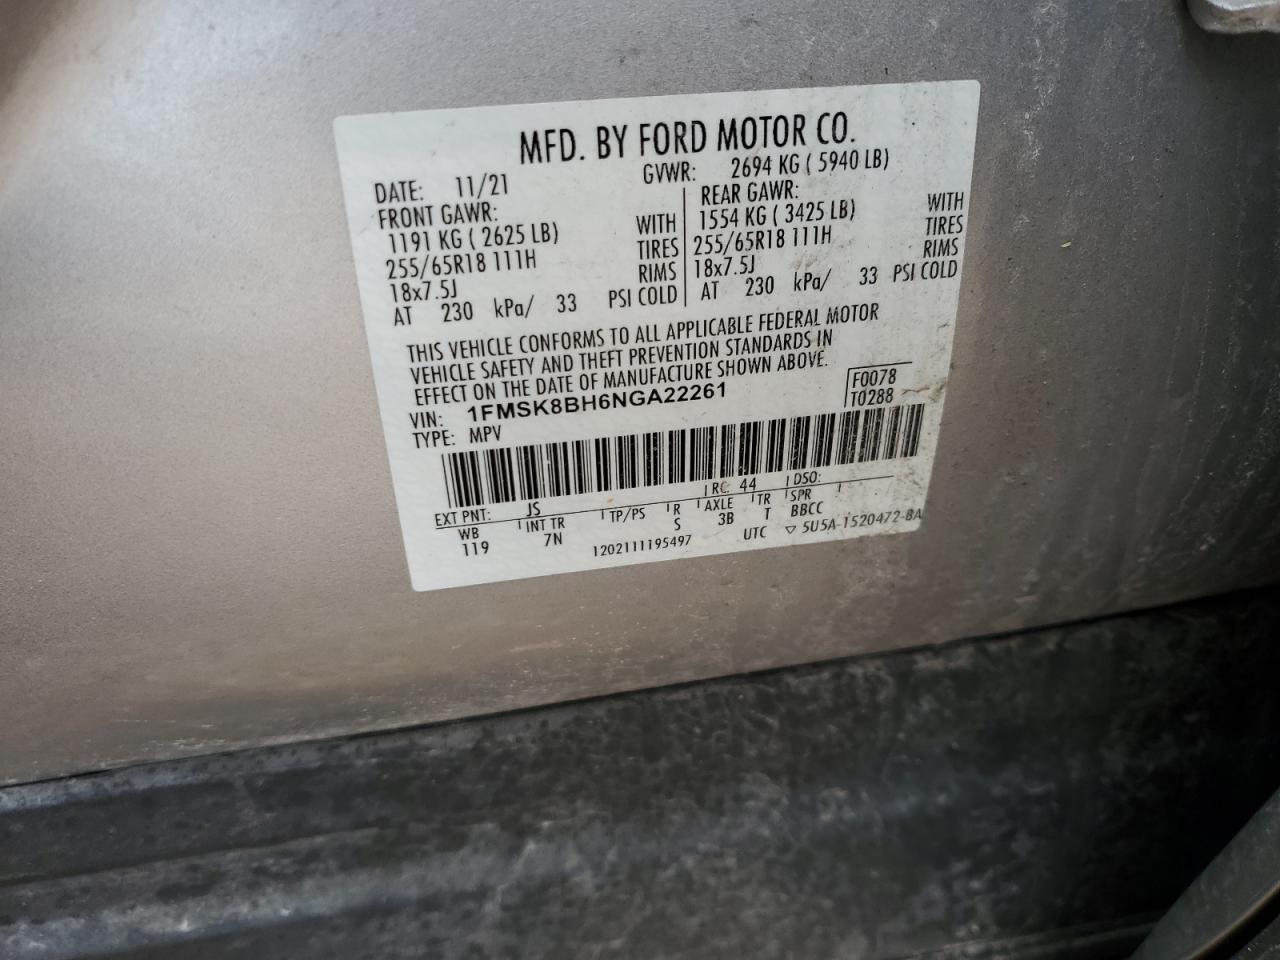 MFD. BY FORD MOTOR CO.
DATE: 11/21 GVWR: 2694 KG ( 5940 LB)
FRONT GAWR: REAR GAWR:
1191 KG ( 2625 LB) WITH 1554 KG ( 3425 LB) WITH
255/65R18 111H TIRES 255/65R18 111H TIRES
18x7.5J RIMS 18x7.5J RIMS
AT 230 kPa/ 33 PSI COLD AT 230 kPa/ 33 PSI COLD
THIS VEHICLE CONFORMS TO ALL APPLICABLE FEDERAL MOTOR
VEHICLE SAFETY AND THEFT PREVENTION STANDARDS IN
EFFECT ON THE DATE OF MANUFACTURE SHOWN ABOVE.
VIN: 1FMSK8BH6NGA22261 F0078
TYPE: MPV T0288
EXT PNT: JS RC: 44 DSO:
WB INT TR TP/PS R AXLE TR SPR
119 7N S 3B T BBCC
1202111195497 UTC ▽ 5U5A-1520472-BA